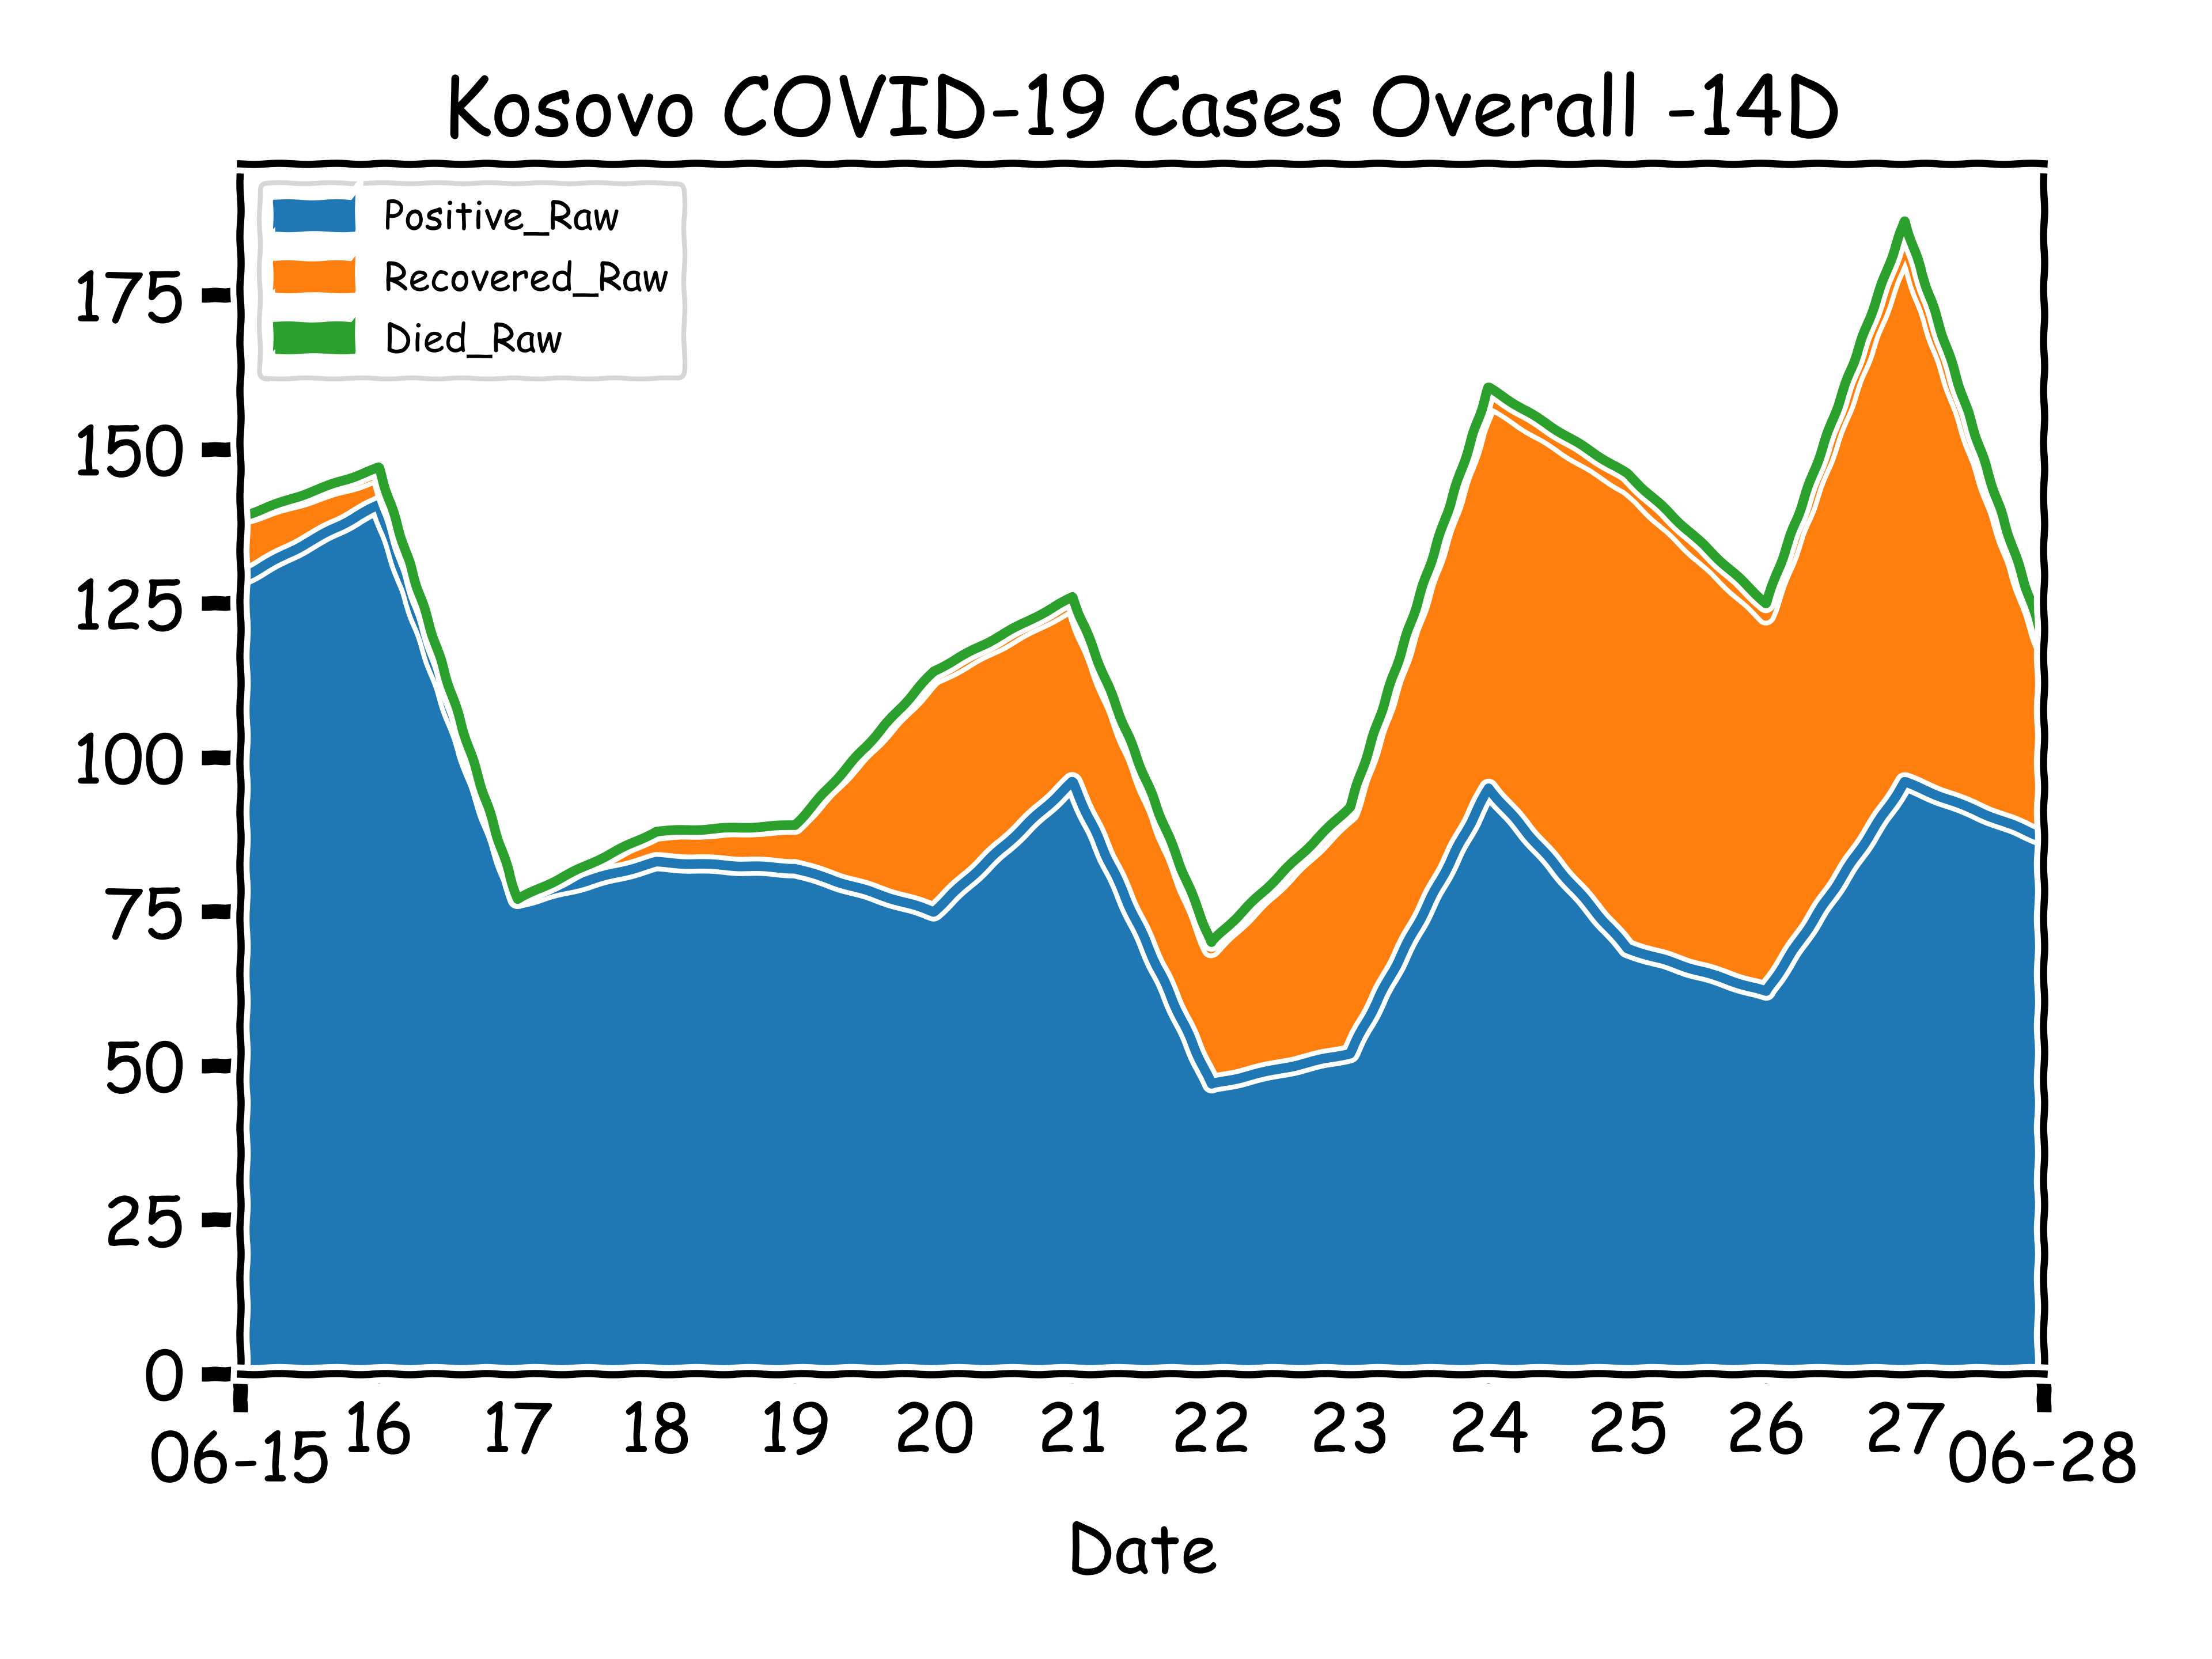 Kosovo COVID-19 Cases Overall -14D
Positive_Raw
Recovered_Raw
Died_Raw
175
150
125
100
75
50
25
0
06-15 16 17 18 19 20 21 22 23 24 25 26 27 06-28
Date